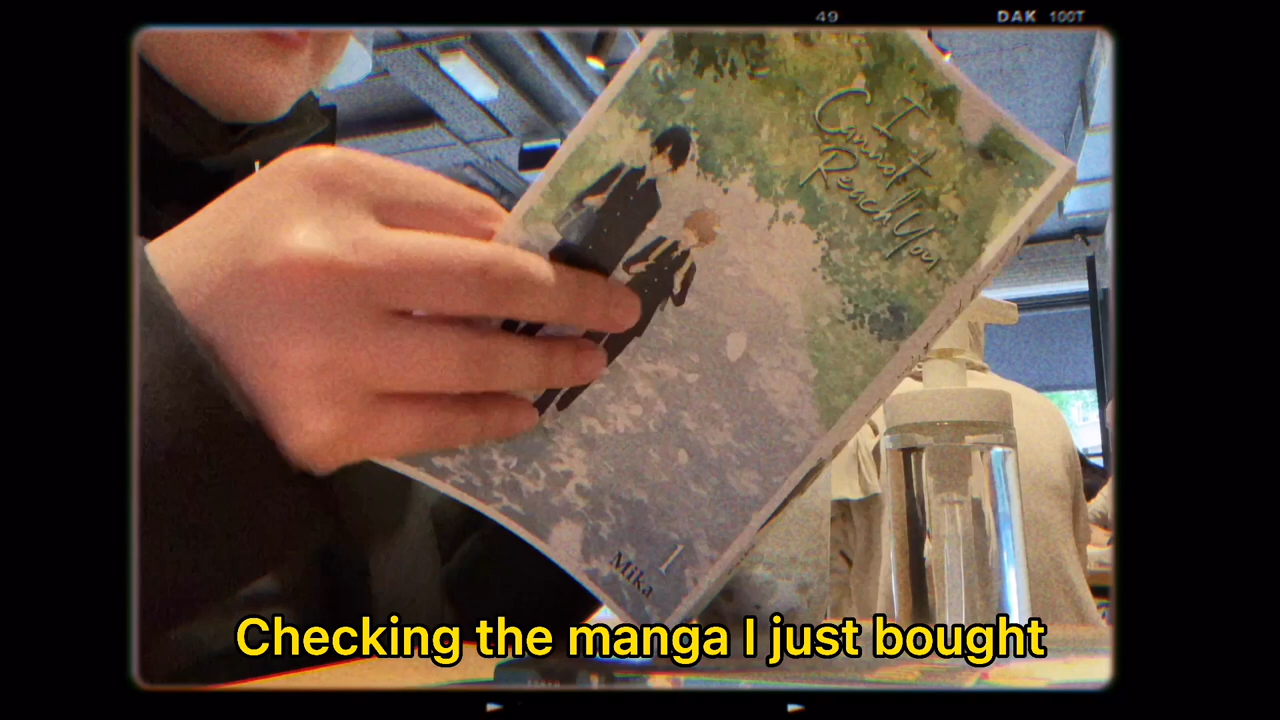 49
DAK 100T
I
Cannot
Reach You
1
Mika
Checking the manga I just bought